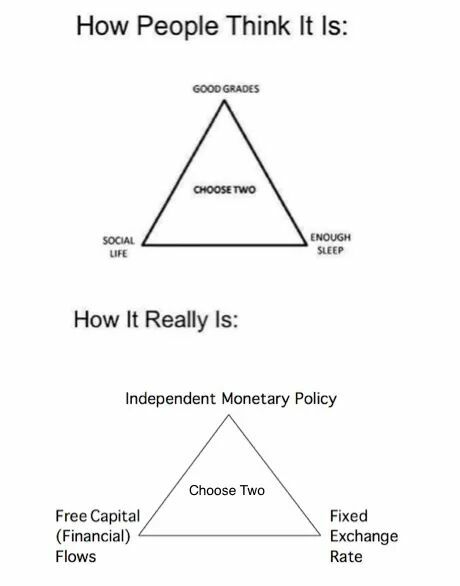 How People Think It Is:
GOOD GRADES
CHOOSE TWO
SOCIAL
LIFE
ENOUGH
SLEEP
How It Really Is:
Independent Monetary Policy
Choose Two
Free Capital
(Financial)
Flows
Fixed
Exchange
Rate